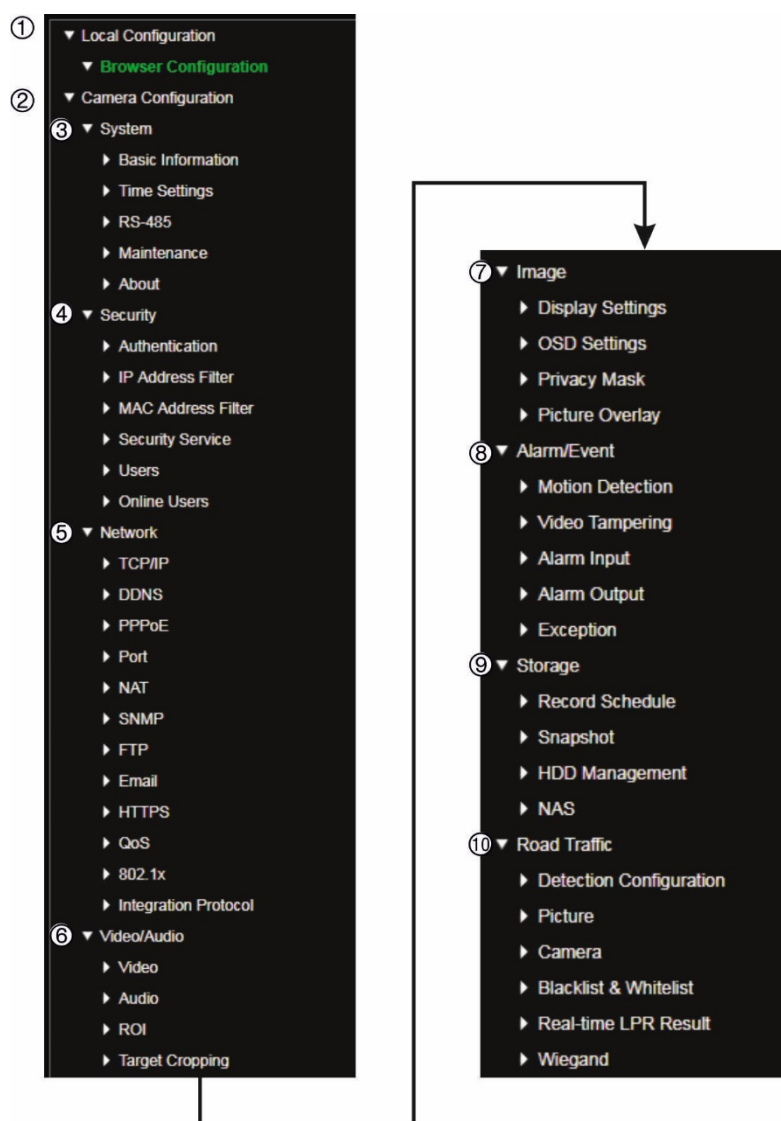 ① Local Configuration
Browser Configuration
② Camera Configuration
③ System
Basic Information
Time Settings
RS-485
Maintenance
About
④ Security
Authentication
IP Address Filter
MAC Address Filter
Security Service
Users
Online Users
⑤ Network
TCP/IP
DDNS
PPPoE
Port
NAT
SNMP
FTP
Email
HTTPS
QoS
802.1x
Integration Protocol
⑥ Video/Audio
Video
Audio
ROI
Target Cropping
⑦ Image
Display Settings
OSD Settings
Privacy Mask
Picture Overlay
⑧ Alarm/Event
Motion Detection
Video Tampering
Alarm Input
Alarm Output
Exception
⑨ Storage
Record Schedule
Snapshot
HDD Management
NAS
⑩ Road Traffic
Detection Configuration
Picture
Camera
Blacklist & Whitelist
Real-time LPR Result
Wiegand